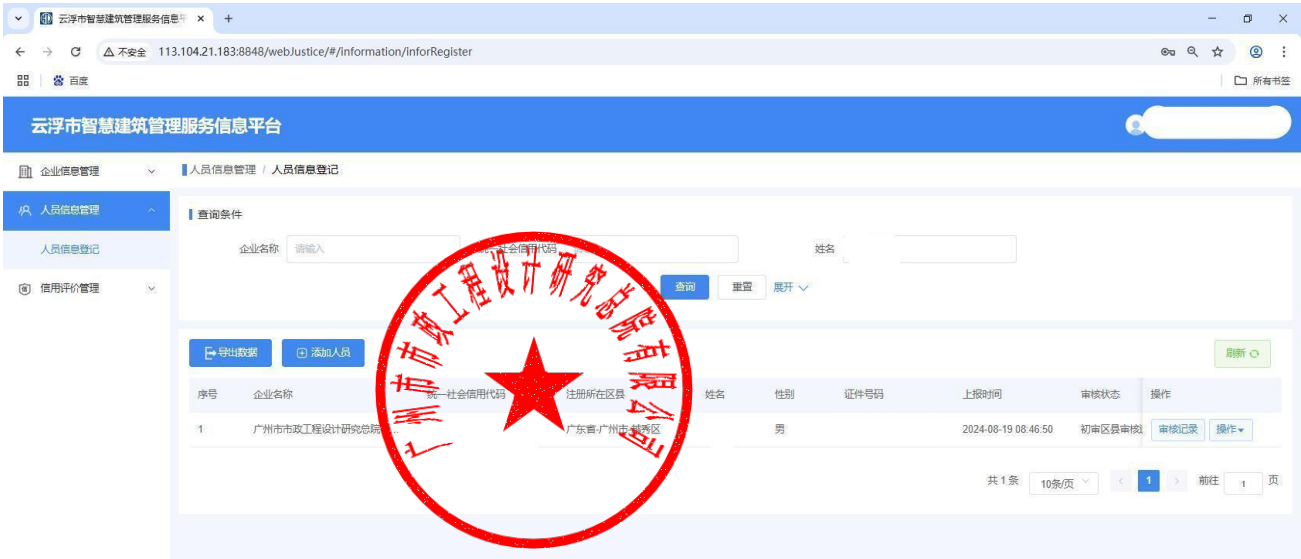 云浮市智慧建筑管理服务信息平
不安全 113.104.21.183:8848/webJustice/#/information/inforRegister
百度 所有书签
云浮市智慧建筑管理服务信息平台
企业信息管理
人员信息管理 / 人员信息登记
人员信息管理
查询条件
人员信息登记
企业名称 请输入 统一社会信用代码 姓名
信用评价管理
查询 重置 展开
导出数据 添加人员 刷新
序号 企业名称 统一社会信用代码 注册所在区县 姓名 性别 证件号码 上报时间 审核状态 操作
1 广州市市政工程设计研究总院... 广东省-广州市-越秀区 男 2024-08-19 08:46:50 初审区县审核 审核记录 操作
共 1 条 10条/页 1 前往 1 页
广州市市政工程设计研究总院有限公司